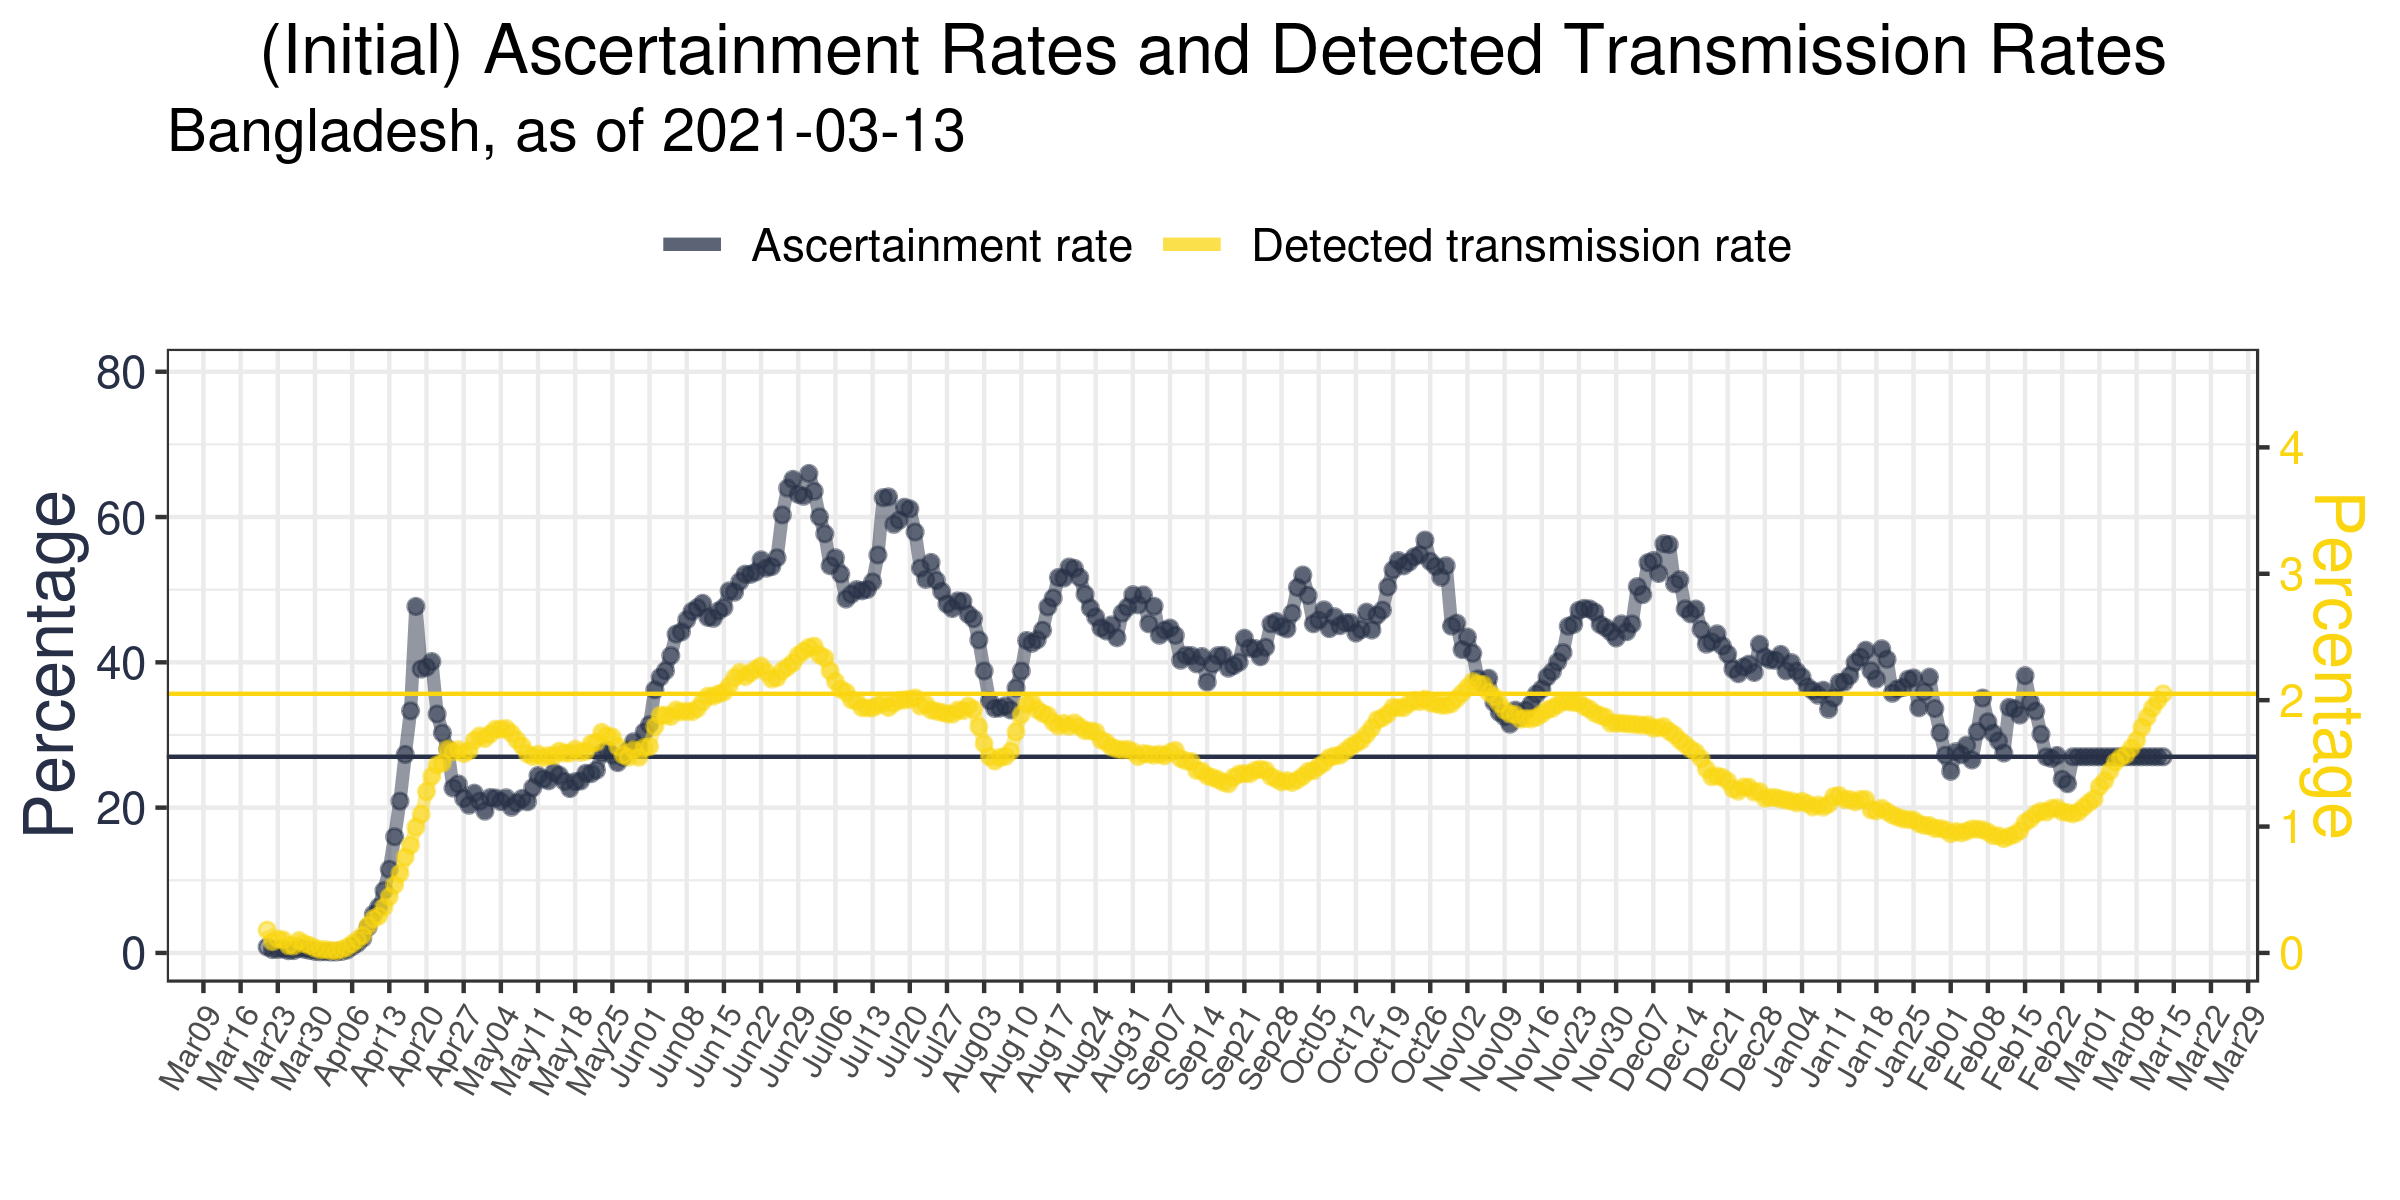 (Initial) Ascertainment Rates and Detected Transmission Rates
Bangladesh, as of 2021-03-13
Ascertainment rate Detected transmission rate
Percentage
80
60
40
20
0
4
3
2
1
0
Percentage
Mar09 Mar16 Mar23 Mar30 Apr06 Apr13 Apr20 Apr27 May04 May11 May18 May25 Jun01 Jun08 Jun15 Jun22 Jun29 Jul06 Jul13 Jul20 Jul27 Aug03 Aug10 Aug17 Aug24 Aug31 Sep07 Sep14 Sep21 Sep28 Oct05 Oct12 Oct19 Oct26 Nov02 Nov09 Nov16 Nov23 Nov30 Dec07 Dec14 Dec21 Dec28 Jan04 Jan11 Jan18 Jan25 Feb01 Feb08 Feb15 Feb22 Mar01 Mar08 Mar15 Mar22 Mar29